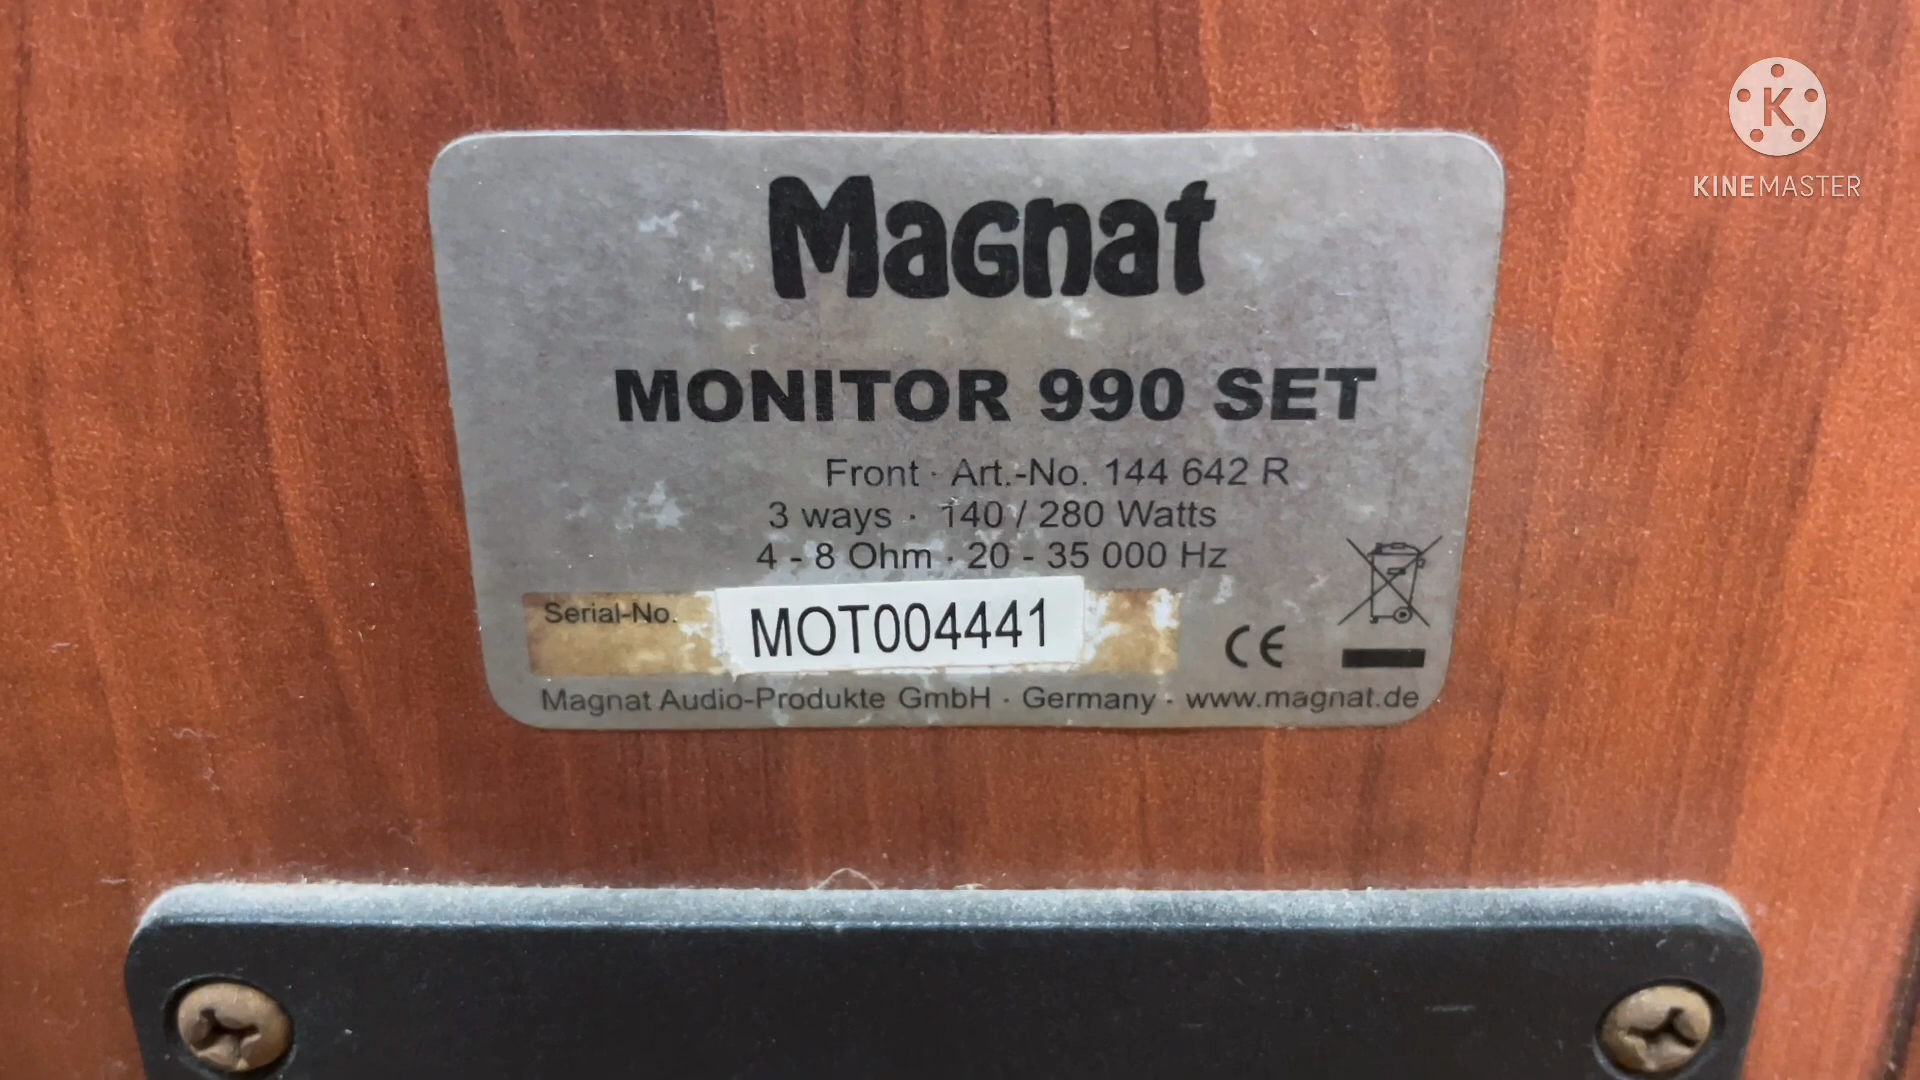 K
KINEMASTER
Magnat
MONITOR 990 SET
Front · Art.-No. 144 642 R
3 ways · 140 / 280 Watts
4 - 8 Ohm · 20 - 35 000 Hz
Serial-No. MOT004441
CE
Magnat Audio-Produkte GmbH · Germany · www.magnat.de